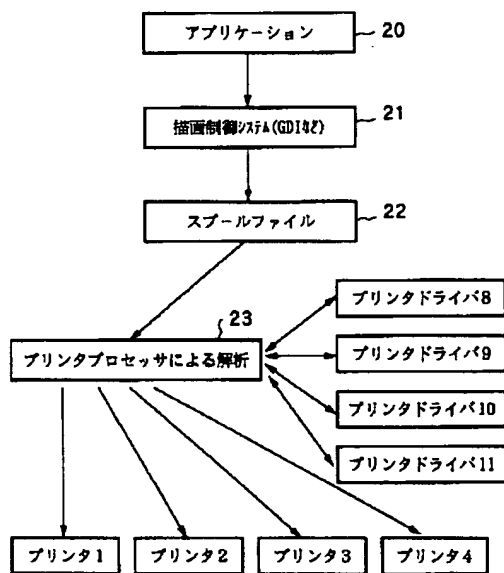 アプリケーション
20
描画制御システム(GDIなど)
21
スプールファイル
22
23
プリンタプロセッサによる解析
プリンタドライバ8
プリンタドライバ9
プリンタドライバ10
プリンタドライバ11
プリンタ1
プリンタ2
プリンタ3
プリンタ4